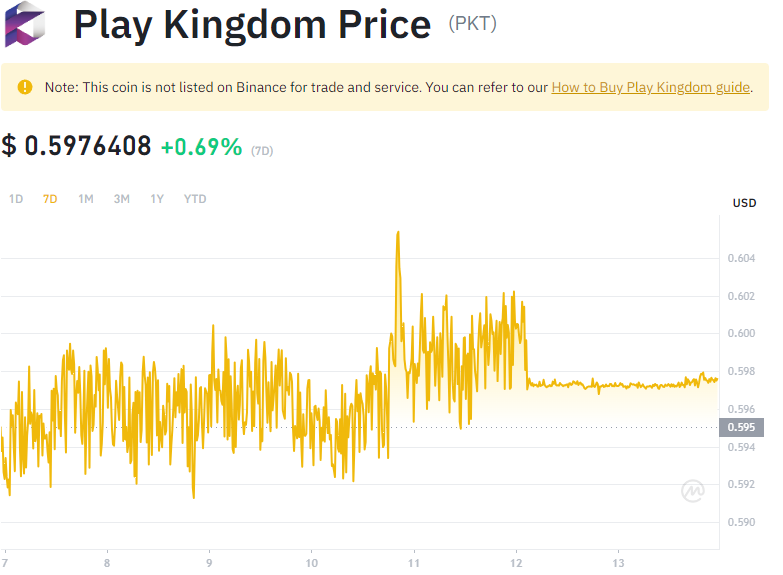 Play Kingdom Price (PKT)
Note: This coin is not listed on Binance for trade and service. You can refer to our How to Buy Play Kingdom guide.
$ 0.5976408 +0.69% (7D)
1D 7D 1M 3M 1Y YTD
USD
0.604
0.602
0.600
0.598
0.596
0.595
0.594
0.592
0.590
7 8 9 10 11 12 13